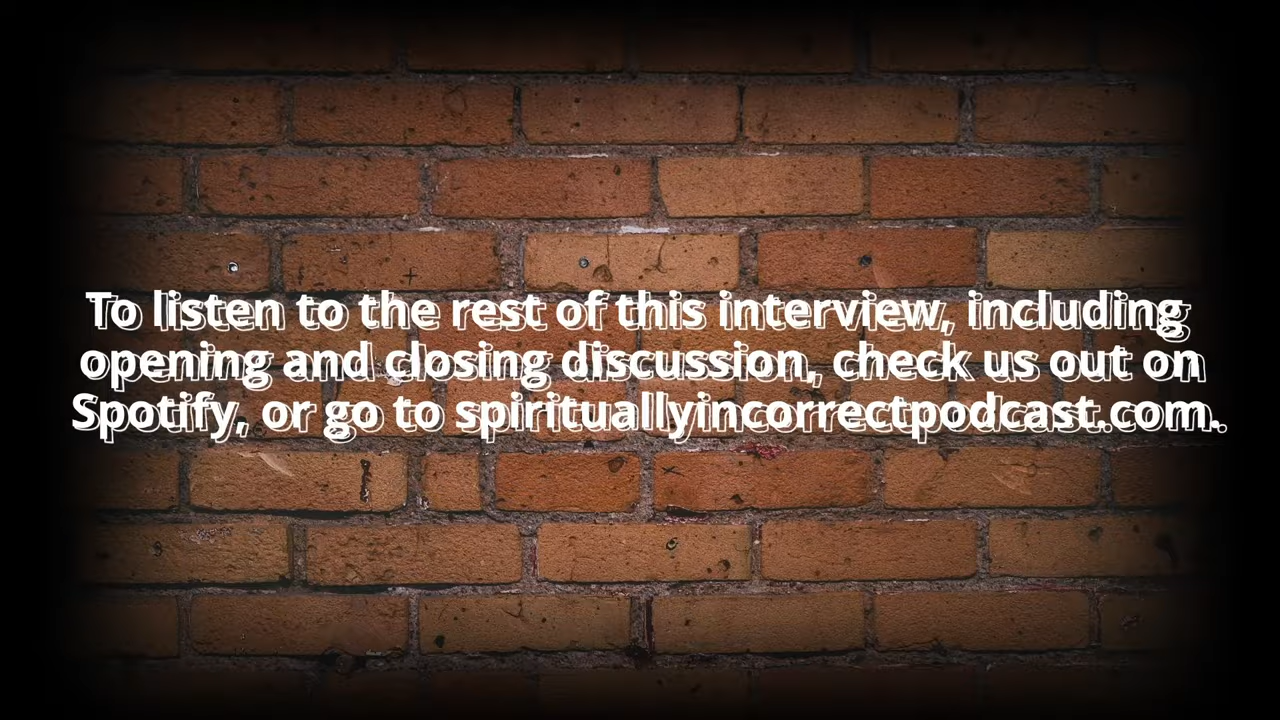 To listen to the rest of this interview, including
opening and closing discussion, check us out on
Spotify, or go to spirituallyincorrectpodcast.com.